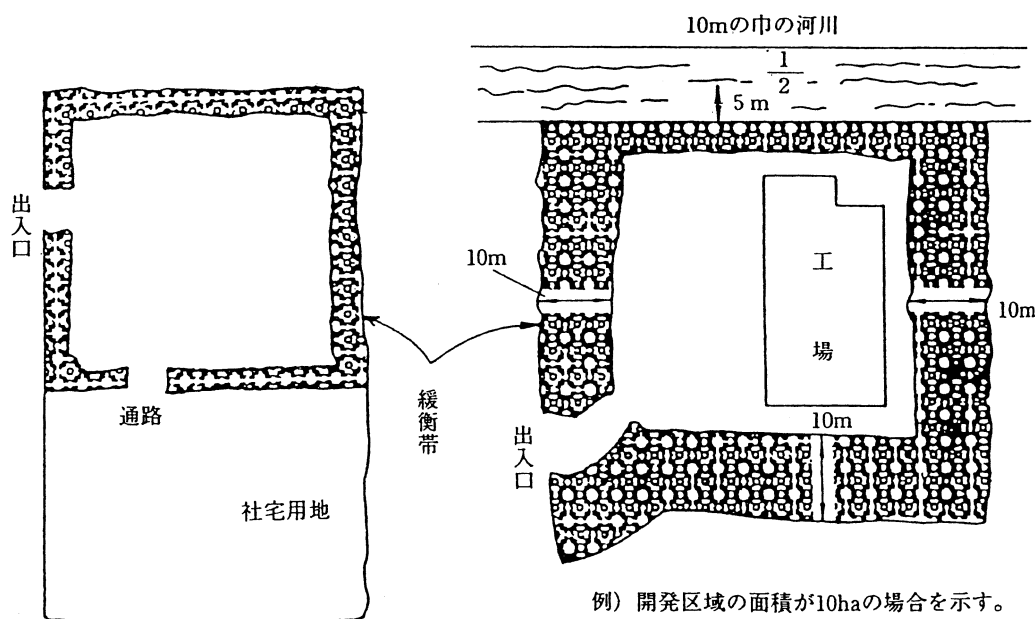 10mの巾の河川
1
2
5m
出入口
10m
工場
10m
緩衡帯
10m
出入口
通路
社宅用地
例) 開発区域の面積が10haの場合を示す。